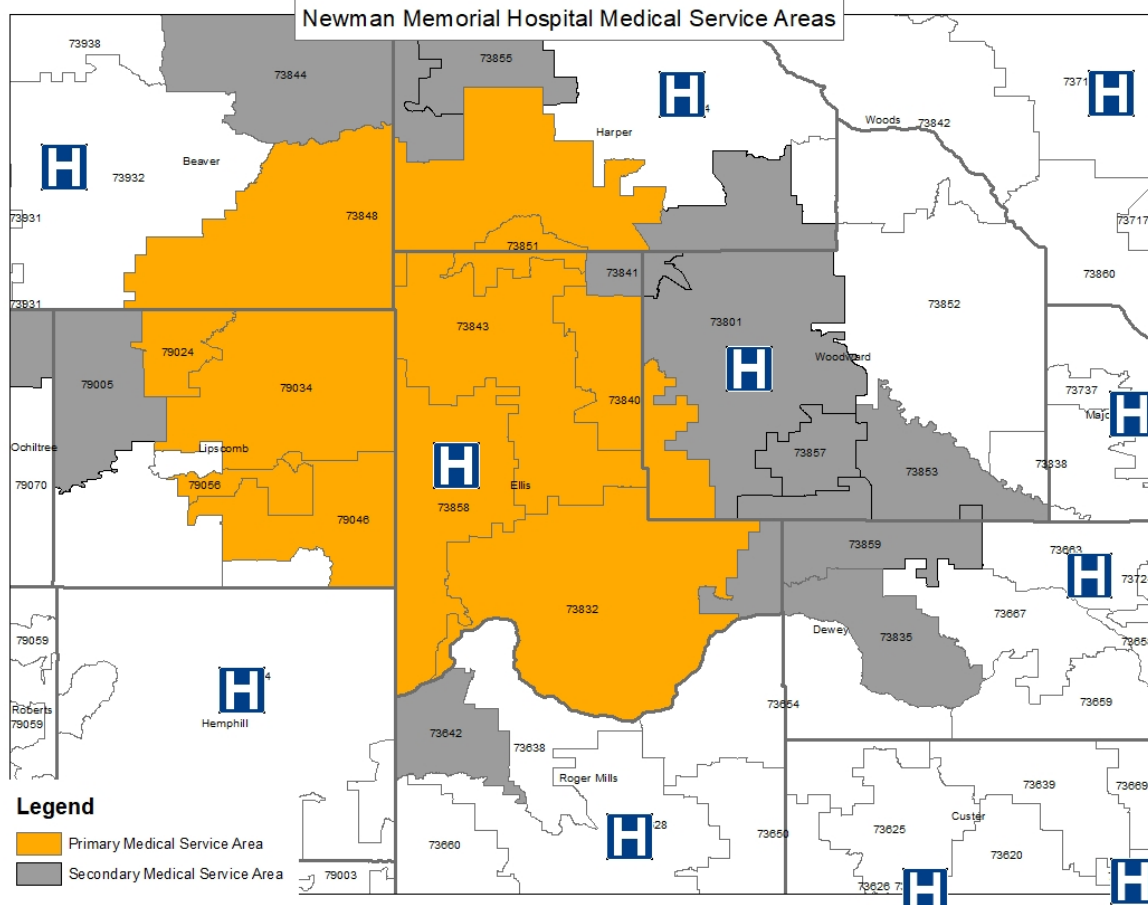 Newman Memorial Hospital Medical Service Areas
73938
73844
73855
Harper
Woods
73842
Beaver
73932
73931
73848
73851
73717
73931
73841
73860
73843
73801
73852
79024
79005
79034
73840
Woodward
73737
Ochiltree
Lipscomb
73857
73853
73838
79070
79056
Ellis
73858
79046
73859
73663
73832
73667
79059
Dewey
73835
Roberts
79059
Hemphill
73654
73659
73642
73638
Roger Mills
73639
73669
Custer
73625
73660
73650
73620
79003
73626
H
H
H
H
H
H
H
H
H
H
H
Legend
Primary Medical Service Area
Secondary Medical Service Area